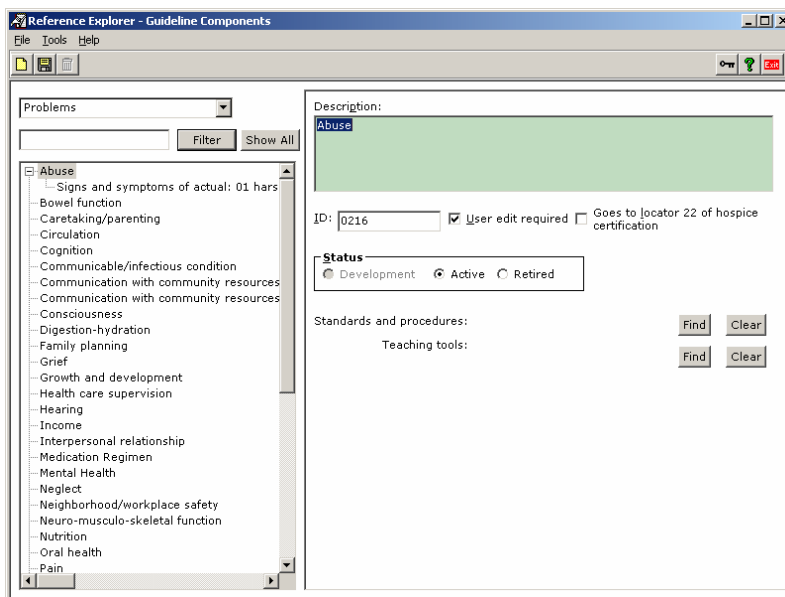 Reference Explorer - Guideline Components
File Tools Help
Exit
Problems
Filter Show All
Abuse
Signs and symptoms of actual: 01 hars
Bowel function
Caretaking/parenting
Circulation
Cognition
Communicable/infectious condition
Communication with community resources
Communication with community resources
Consciousness
Digestion-hydration
Family planning
Grief
Growth and development
Health care supervision
Hearing
Income
Interpersonal relationship
Medication Regimen
Mental Health
Neglect
Neighborhood/workplace safety
Neuro-musculo-skeletal function
Nutrition
Oral health
Pain
Description:
Abuse
ID: 0216 User edit required Goes to locator 22 of hospice
certification
Status
Development Active Retired
Standards and procedures: Find Clear
Teaching tools: Find Clear